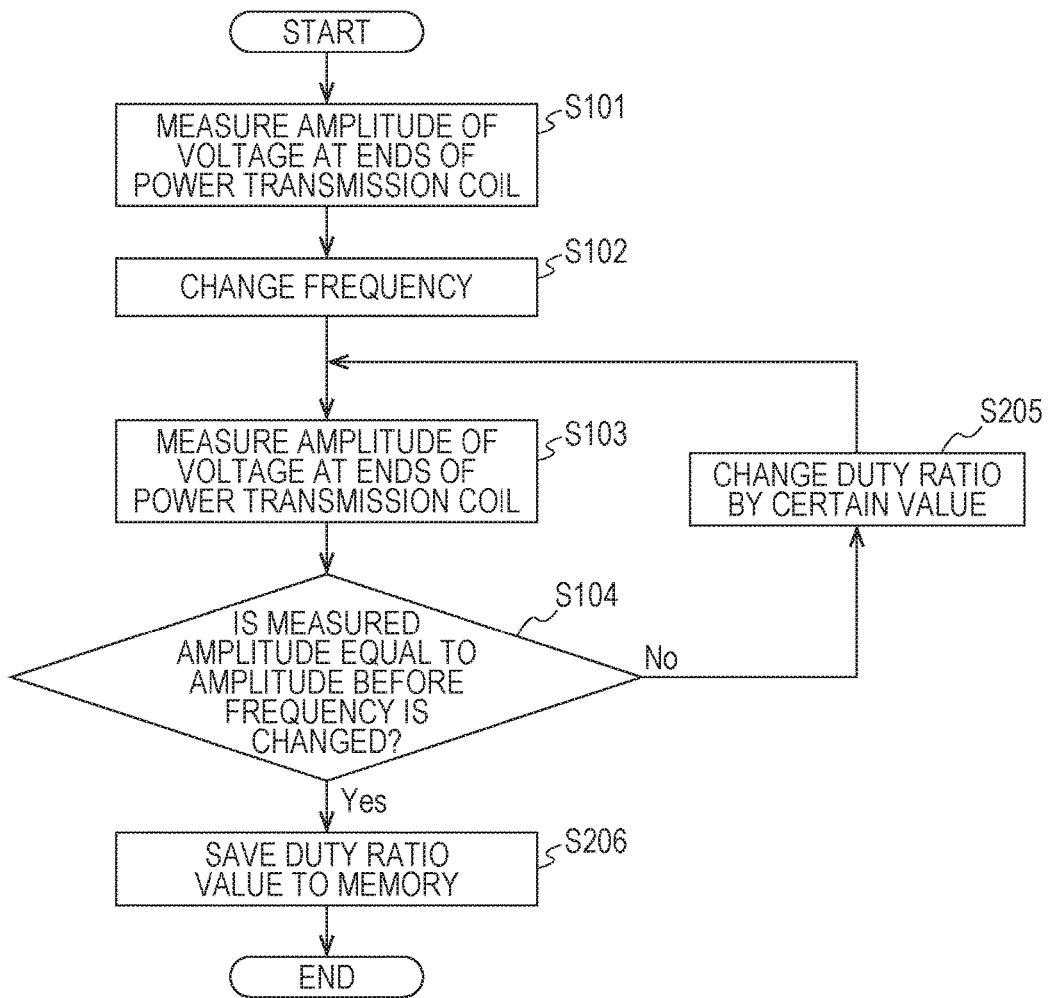 START
S101
MEASURE AMPLITUDE OF
VOLTAGE AT ENDS OF
POWER TRANSMISSION COIL
S102
CHANGE FREQUENCY
S103
MEASURE AMPLITUDE OF
VOLTAGE AT ENDS OF
POWER TRANSMISSION COIL
S205
CHANGE DUTY RATIO
BY CERTAIN VALUE
S104
IS MEASURED
AMPLITUDE EQUAL TO
AMPLITUDE BEFORE
FREQUENCY IS
CHANGED?
No
Yes
S206
SAVE DUTY RATIO
VALUE TO MEMORY
END